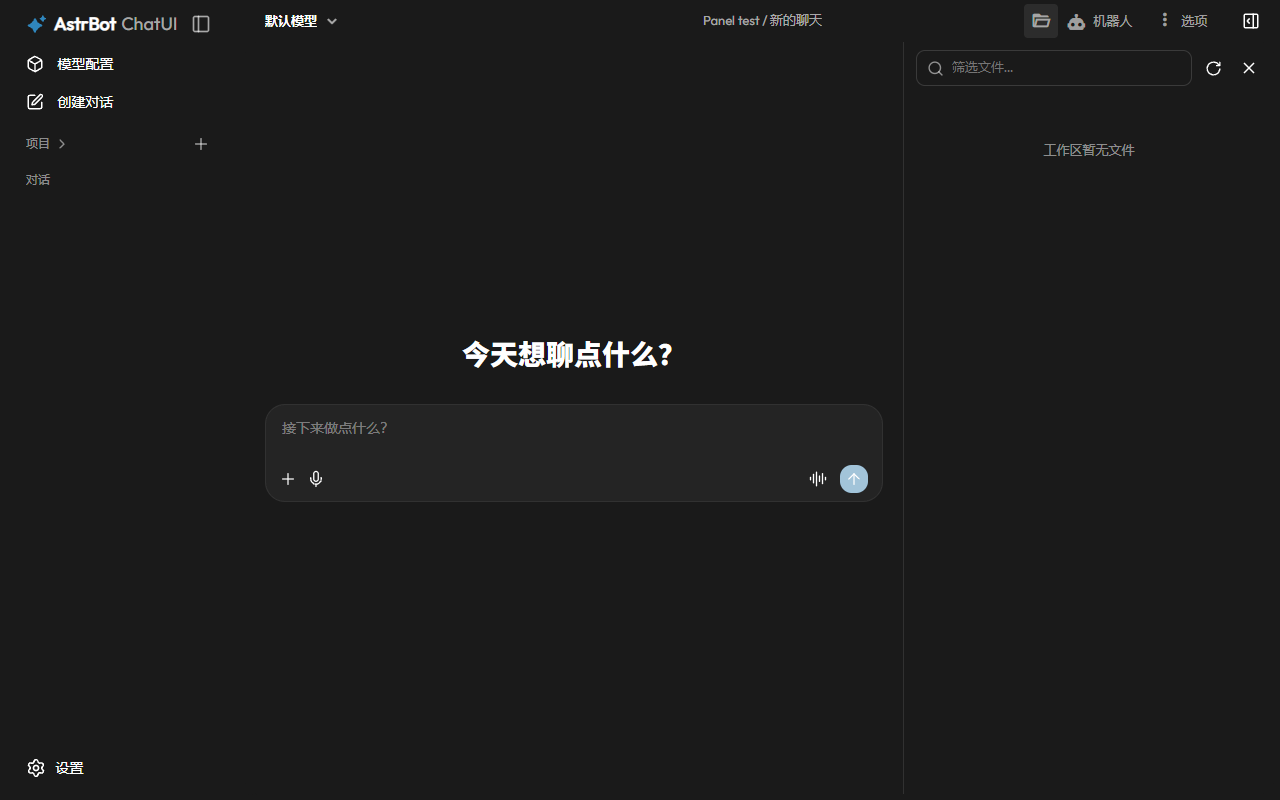 AstrBot ChatUI
默认模型
Panel test / 新的聊天
机器人
选项
模型配置
创建对话
项目
对话
筛选文件...
工作区暂无文件
今天想聊点什么?
接下来做点什么?
设置